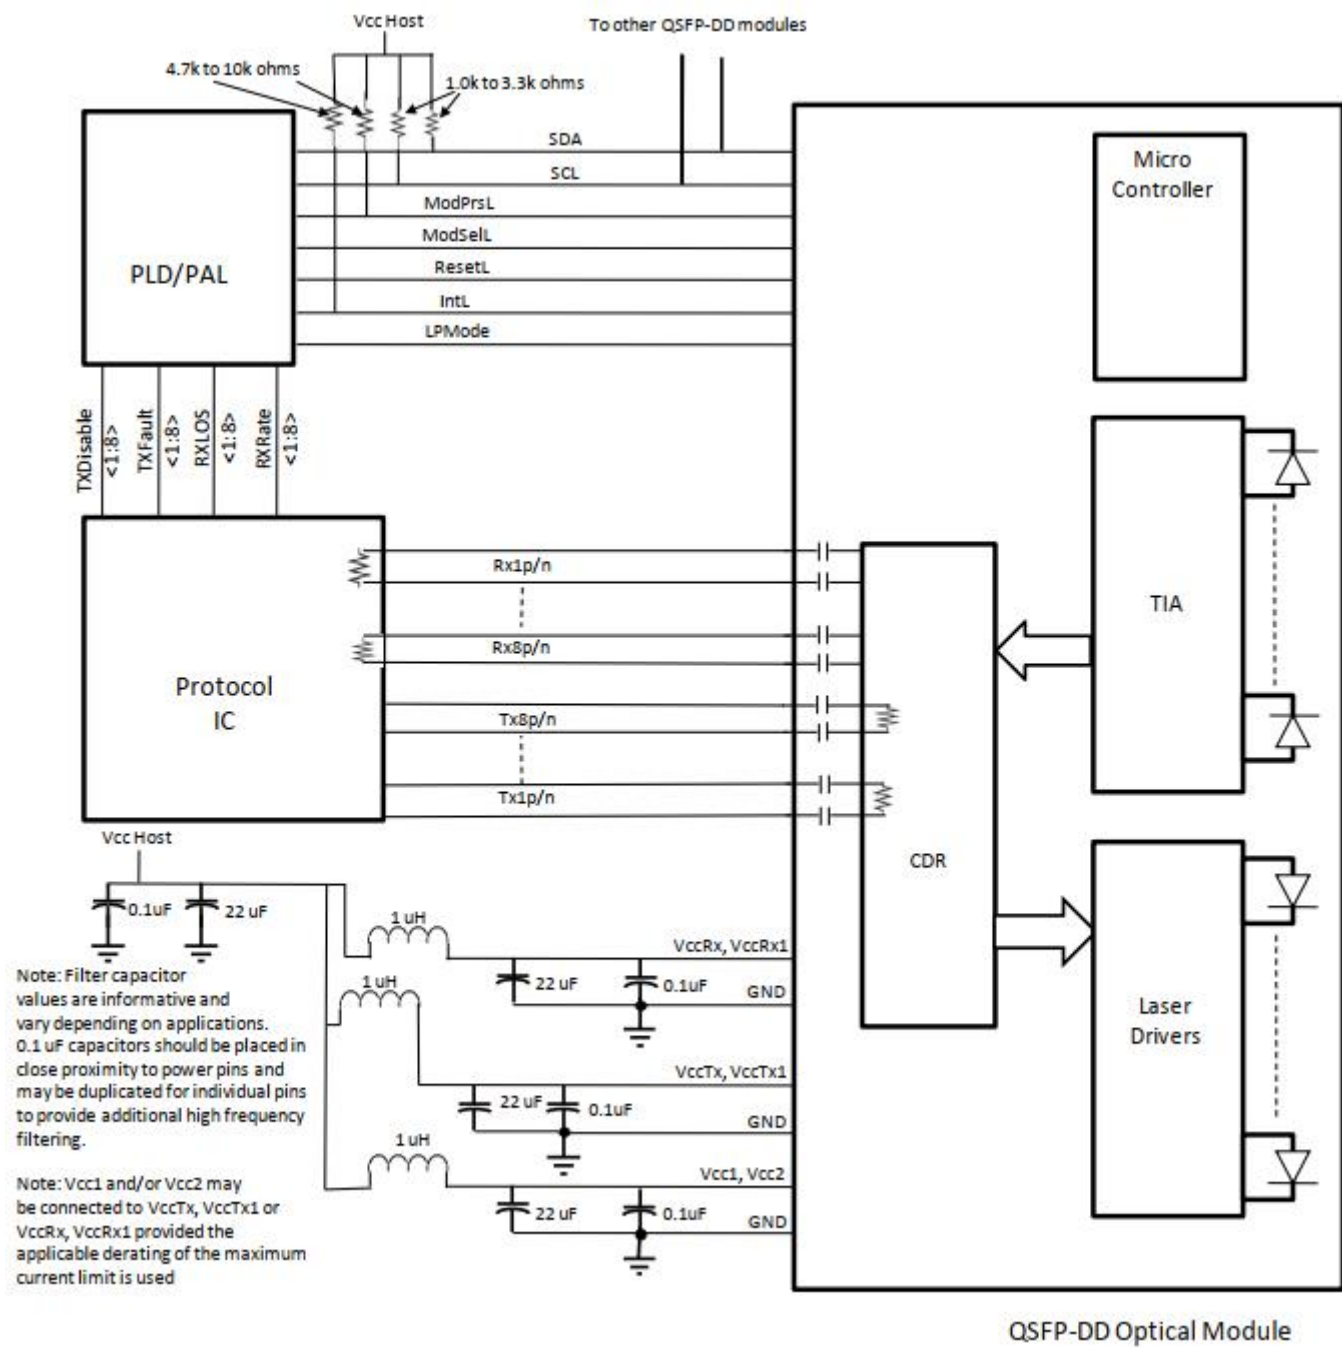 Vcc Host
To other QSFP-DD modules
4.7k to 10k ohms
1.0k to 3.3k ohms
SDA
SCL
ModPrsL
ModSelL
ResetL
IntL
LPMode
PLD/PAL
Micro
Controller
TXDisable
<1:8>
TXFault
<1:8>
RXLOS
<1:8>
RXRate
<1:8>
Rx1p/n
Rx8p/n
Tx8p/n
Tx1p/n
Protocol
IC
TIA
CDR
Laser
Drivers
Vcc Host
0.1uF
22 uF
1 uH
VccRx, VccRx1
22 uF
0.1uF
GND
1 uH
VccTx, VccTx1
22 uF
0.1uF
GND
1 uH
Vcc1, Vcc2
22 uF
0.1uF
GND
Note: Filter capacitor
values are informative and
vary depending on applications.
0.1 uF capacitors should be placed in
close proximity to power pins and
may be duplicated for individual pins
to provide additional high frequency
filtering.
Note: Vcc1 and/or Vcc2 may
be connected to VccTx, VccTx1 or
VccRx, VccRx1 provided the
applicable derating of the maximum
current limit is used
QSFP-DD Optical Module